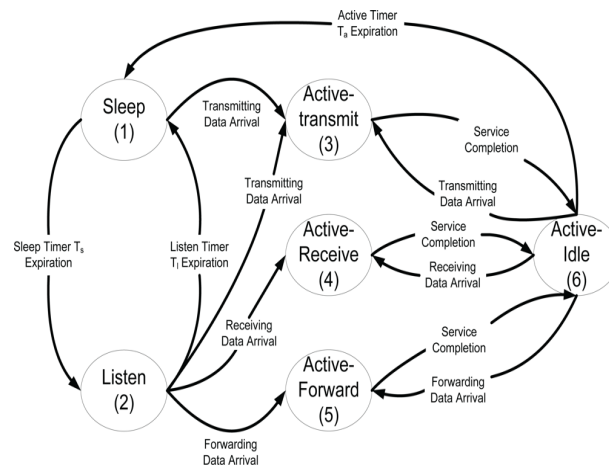 Active Timer
Ta Expiration
Sleep
(1)
Transmitting
Data Arrival
Active-
transmit
(3)
Service
Completion
Transmitting
Data Arrival
Transmitting
Data Arrival
Sleep Timer Ts
Expiration
Listen Timer
Tl Expiration
Active-
Receive
(4)
Service
Completion
Receiving
Data Arrival
Active-
Idle
(6)
Receiving
Data Arrival
Listen
(2)
Active-
Forward
(5)
Service
Completion
Forwarding
Data Arrival
Forwarding
Data Arrival